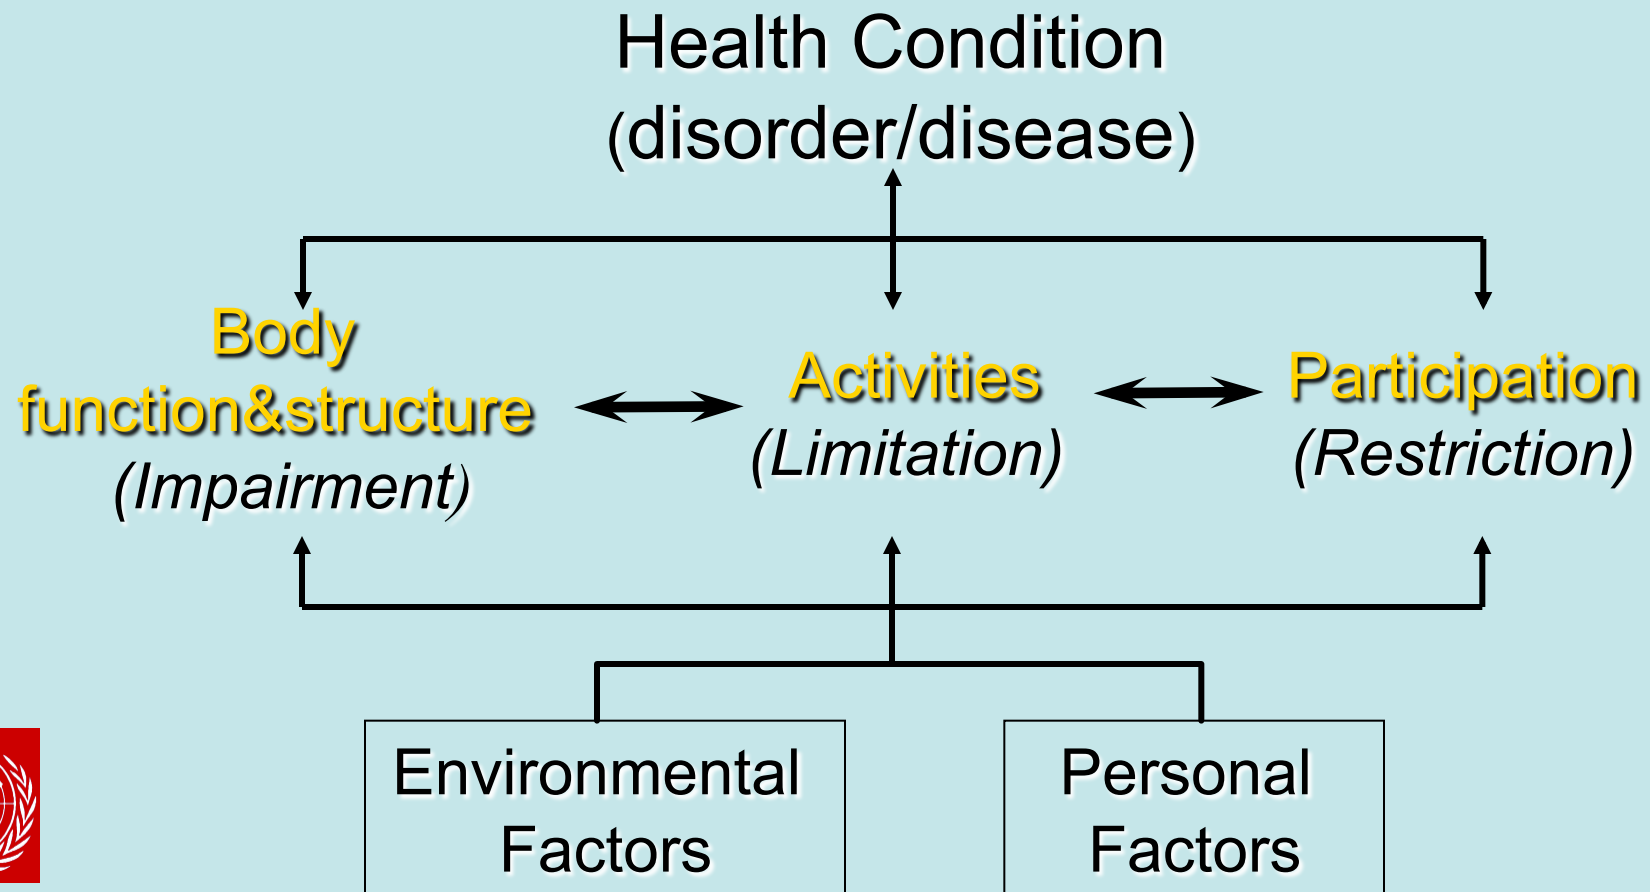 Health Condition
(disorder/disease)
Body
function&structure
(Impairment)
Activities
(Limitation)
Participation
(Restriction)
Environmental
Factors
Personal
Factors